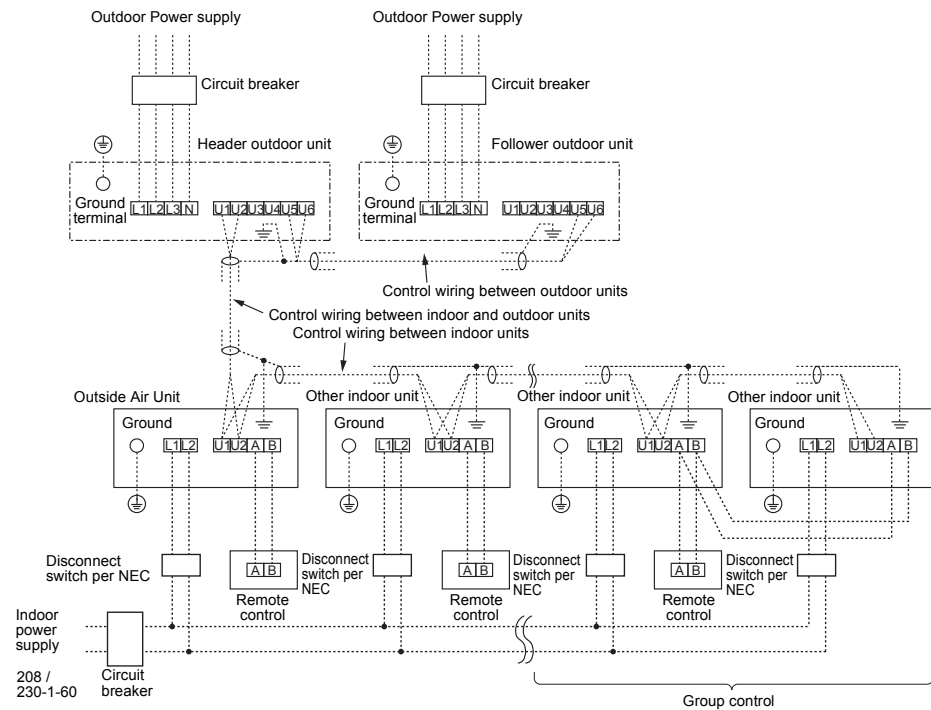 Outdoor Power supply
Outdoor Power supply
Circuit breaker
Circuit breaker
Header outdoor unit
Follower outdoor unit
Ground
terminal
L1 L2 L3 N
U1 U2 U3 U4 U5 U6
Ground
terminal
L1 L2 L3 N
U1 U2 U3 U4 U5 U6
Control wiring between outdoor units
Control wiring between indoor and outdoor units
Control wiring between indoor units
Outside Air Unit
Other indoor unit
Other indoor unit
Other indoor unit
Ground
L1 L2
U1 U2 A B
Ground
L1 L2
U1 U2 A B
Ground
L1 L2
U1 U2 A B
Ground
L1 L2
U1 U2 A B
Disconnect
switch per NEC
A B
Remote
control
Disconnect
switch per
NEC
A B
Remote
control
Disconnect
switch per
NEC
A B
Remote
control
Disconnect
switch per
NEC
Indoor
power
supply
208 /
230-1-60
Circuit
breaker
Group control